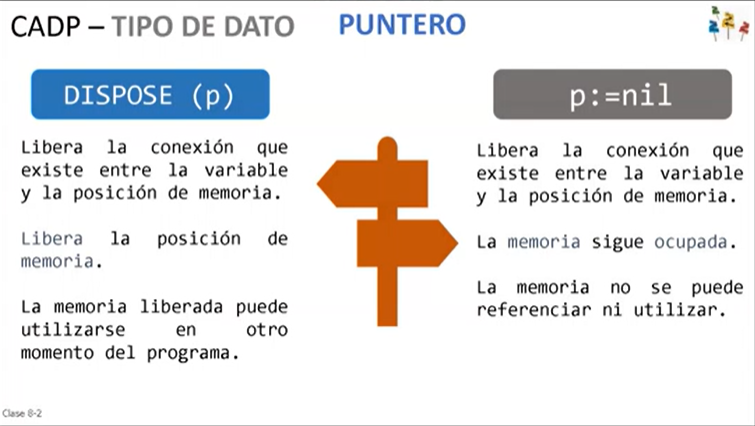 CADP – TIPO DE DATO PUNTERO
DISPOSE (p)
Libera la conexión que
existe entre la variable
y la posición de memoria.
Libera la posición de
memoria.
La memoria liberada puede
utilizarse en otro
momento del programa.
p:=nil
Libera la conexión que
existe entre la variable
y la posición de memoria.
La memoria sigue ocupada.
La memoria no se puede
referenciar ni utilizar.
Clase 8-2